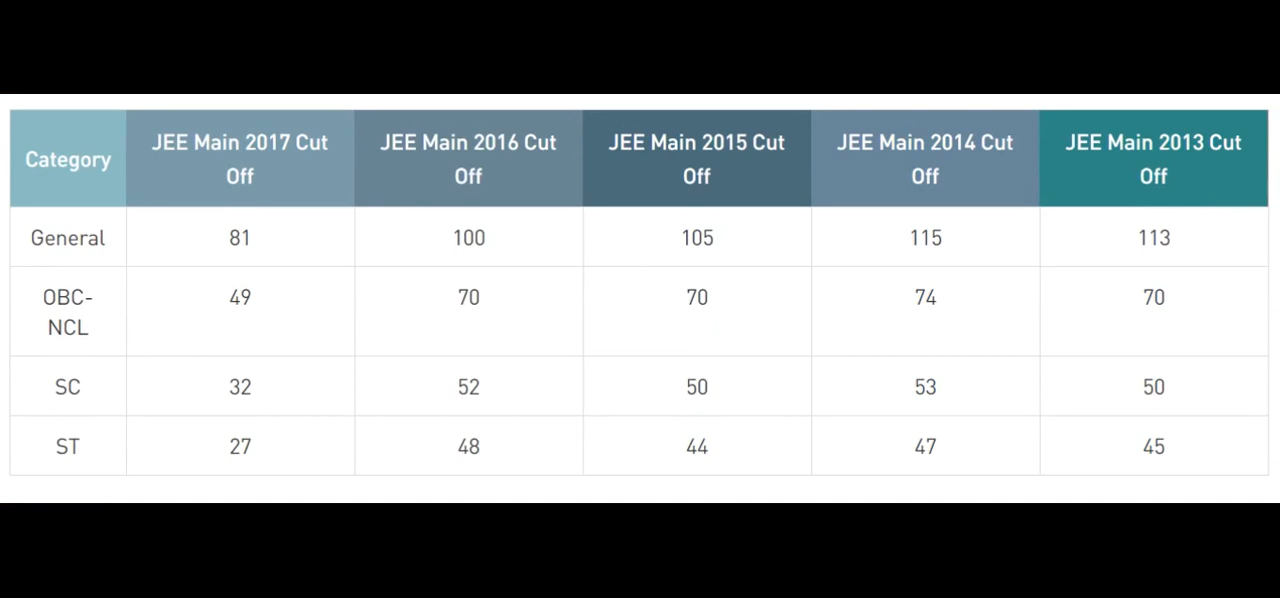 Category JEE Main 2017 Cut Off JEE Main 2016 Cut Off JEE Main 2015 Cut Off JEE Main 2014 Cut Off JEE Main 2013 Cut Off
General 81 100 105 115 113
OBC-NCL 49 70 70 74 70
SC 32 52 50 53 50
ST 27 48 44 47 45